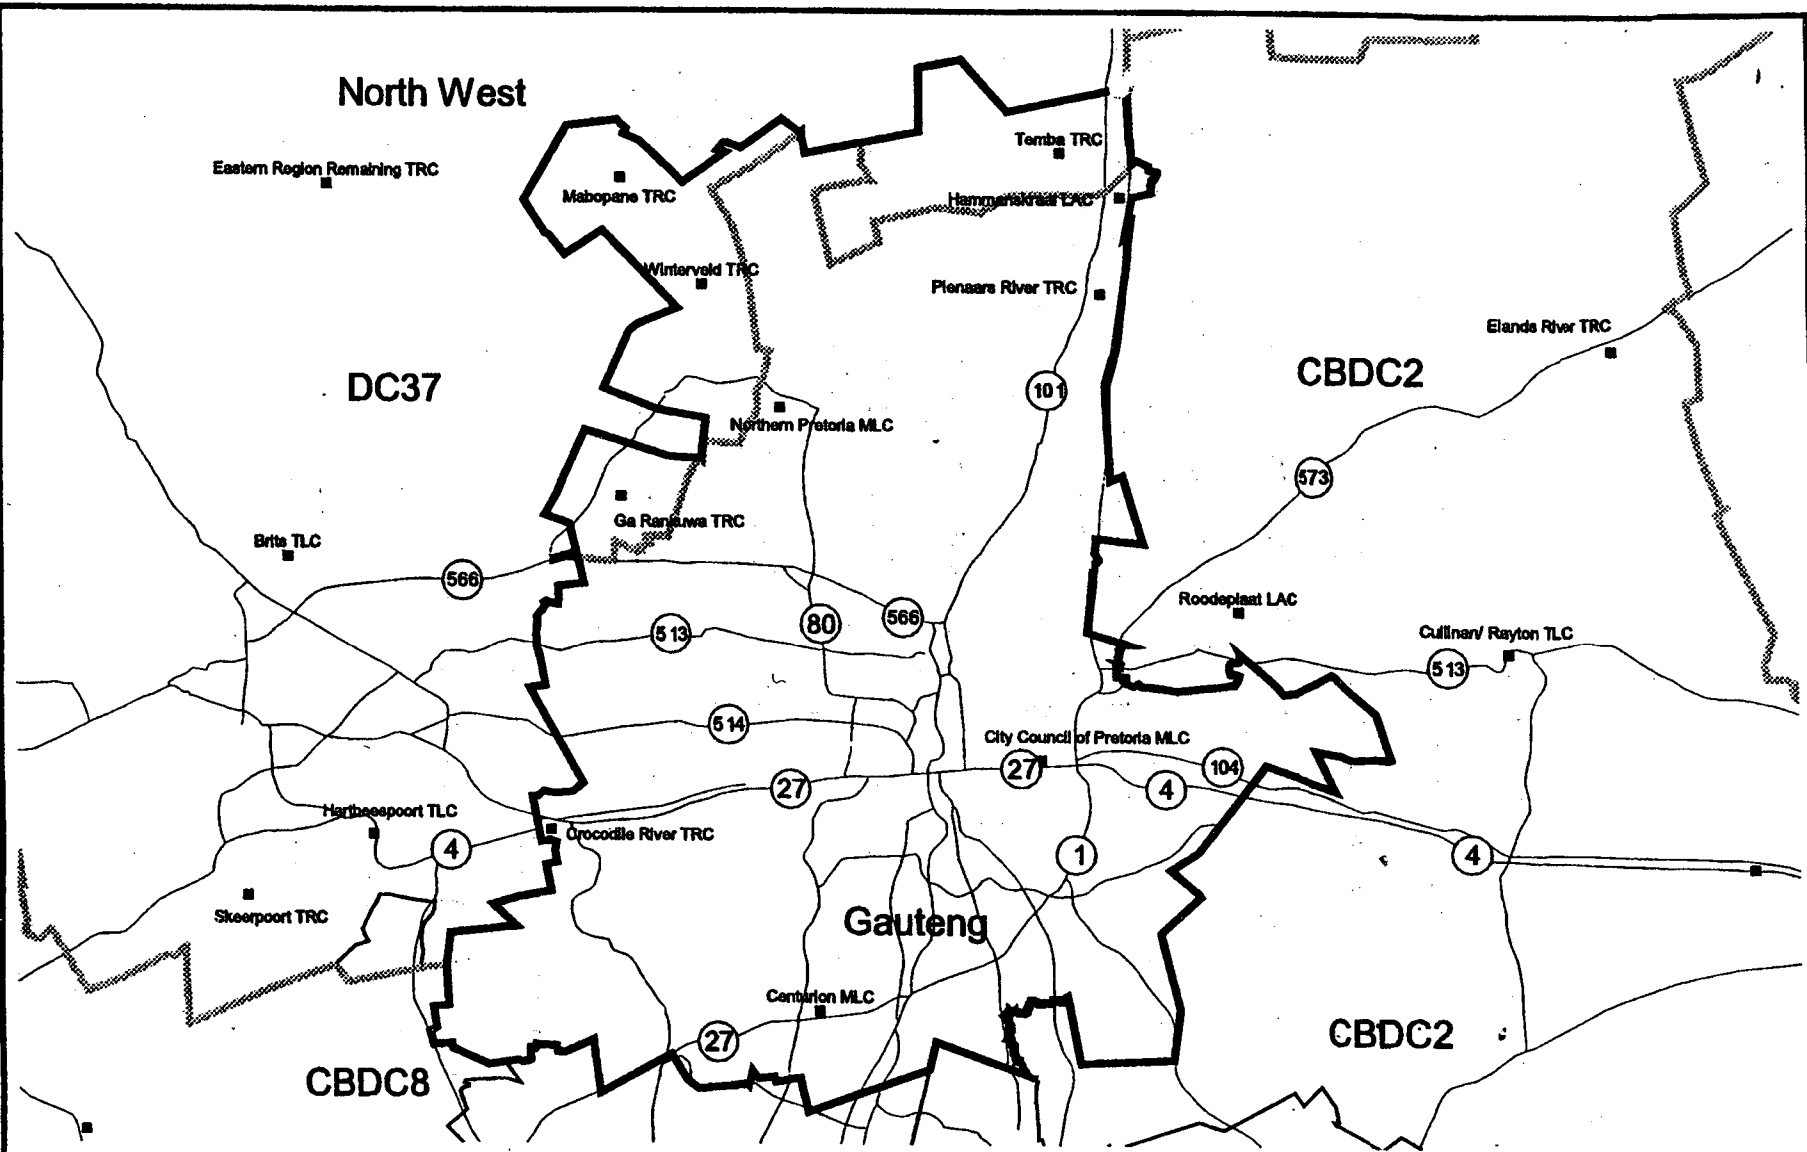 North West
Temba TRC
Eastern Region Remaining TRC
Mabopane TRC
Hammanskraal LAC
Winterveld TRC
Pienaars River TRC
Elands River TRC
CBDC2
DC37
101
Northern Pretoria MLC
573
Ga Rankuwa TRC
Brits TLC
566
Roodeplaat LAC
566
80
513
Cullinan/ Rayton TLC
513
514
City Council of Pretoria MLC
27
104
27
4
Hartbeespoort TLC
Crocodile River TRC
4
1
4
Skeerpoort TRC
Gauteng
Centurion MLC
27
CBDC2
CBDC8